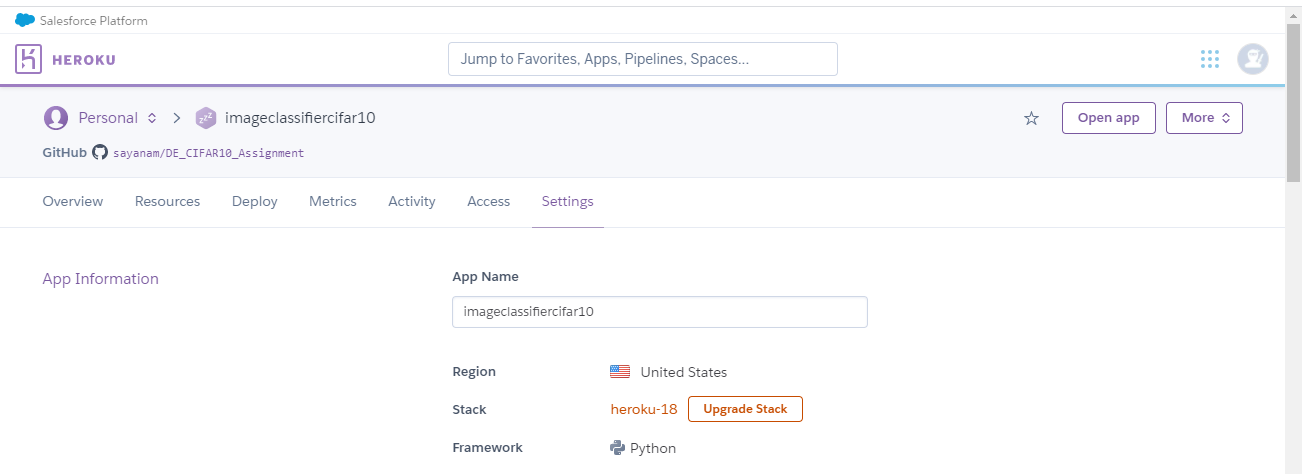 Salesforce Platform
HEROKU
Jump to Favorites, Apps, Pipelines, Spaces...
Personal
zzz
imageclassifiercifar10
Open app
More
GitHub sayanam/DE_CIFAR10_Assignment
Overview Resources Deploy Metrics Activity Access Settings
App Information
App Name
imageclassifiercifar10
Region United States
Stack heroku-18 Upgrade Stack
Framework Python